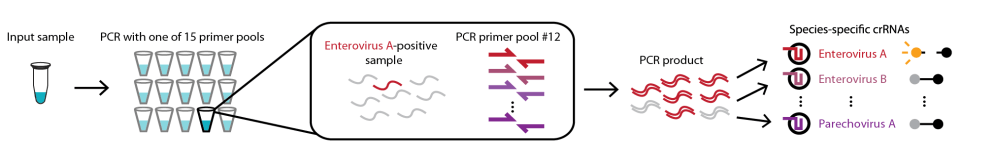 Input sample
PCR with one of 15 primer pools
Enterovirus A-positive
sample
PCR primer pool #12
PCR product
Species-specific crRNAs
Enterovirus A
Enterovirus B
Parechovirus A